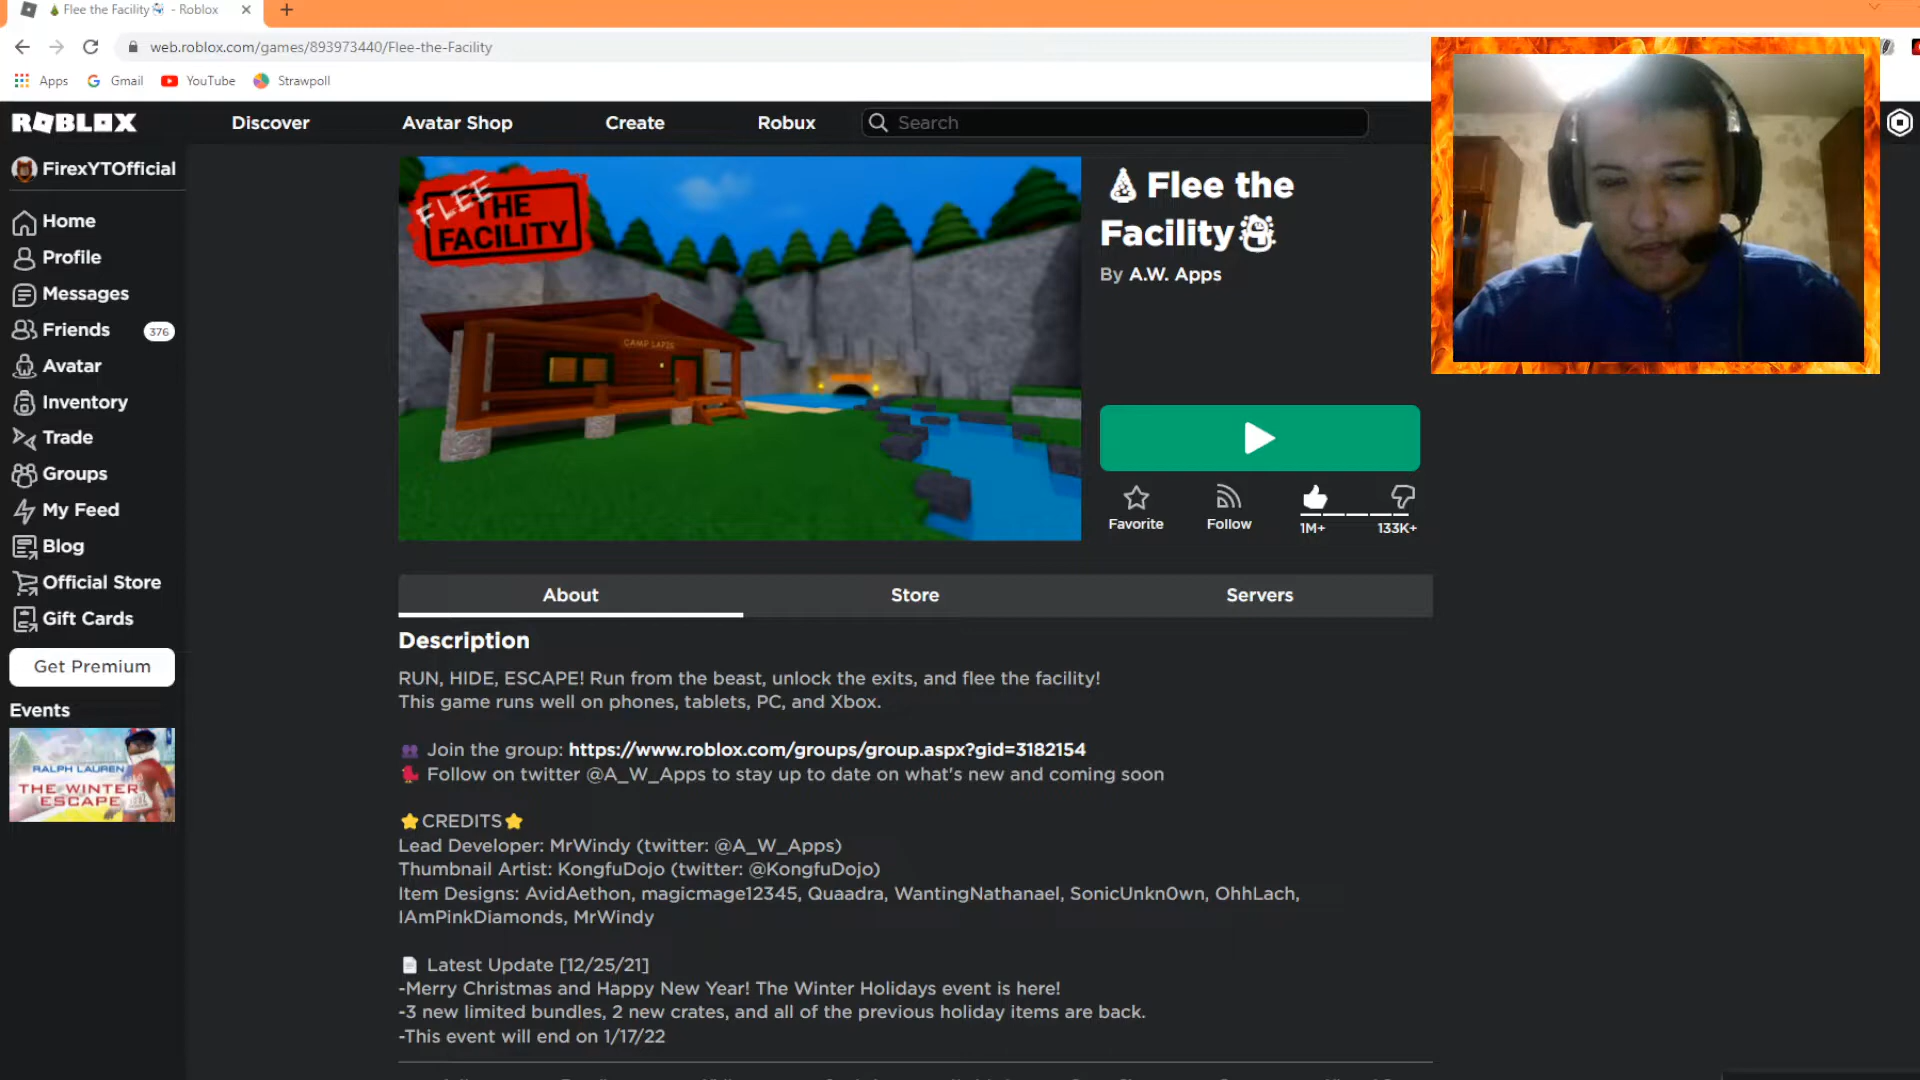 Flee the Facility - Roblox
web.roblox.com/games/893973440/Flee-the-Facility
Apps
Gmail
YouTube
Strawpoll
ROBLOX
Discover
Avatar Shop
Create
Robux
Search
FirexYTOfficial
Home
Profile
Messages
Friends 376
Avatar
Inventory
Trade
Groups
My Feed
Blog
Official Store
Gift Cards
Get Premium
Events
RALPH LAUREN
THE WINTER
ESCAPE
FLEE THE
FACILITY
CAMP LAPIS
🎄 Flee the
Facility⛄
By A.W. Apps
Favorite
Follow
1M+
133K+
About
Store
Servers
Description
RUN, HIDE, ESCAPE! Run from the beast, unlock the exits, and flee the facility!
This game runs well on phones, tablets, PC, and Xbox.
👥 Join the group: https://www.roblox.com/groups/group.aspx?gid=3182154
🐦 Follow on twitter @A_W_Apps to stay up to date on what's new and coming soon
⭐CREDITS⭐
Lead Developer: MrWindy (twitter: @A_W_Apps)
Thumbnail Artist: KongfuDojo (twitter: @KongfuDojo)
Item Designs: AvidAethon, magicmage12345, Quaadra, WantingNathanael, SonicUnkn0wn, OhhLach,
IAmPinkDiamonds, MrWindy
📄 Latest Update [12/25/21]
-Merry Christmas and Happy New Year! The Winter Holidays event is here!
-3 new limited bundles, 2 new crates, and all of the previous holiday items are back.
-This event will end on 1/17/22